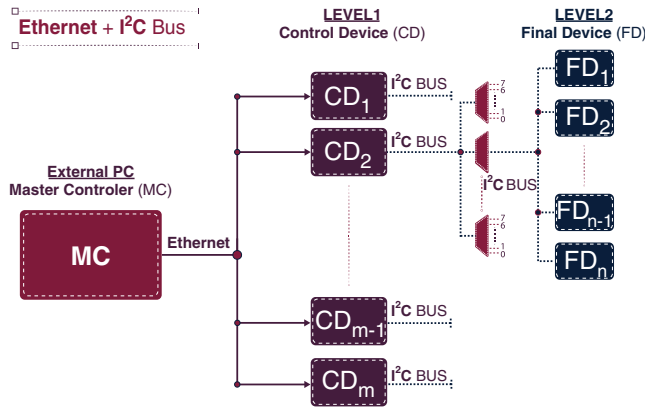 Ethernet + I²C Bus
LEVEL1
Control Device (CD)
LEVEL2
Final Device (FD)
External PC
Master Controler (MC)
MC
Ethernet
CD₁
I²C BUS
CD₂
I²C BUS
CDₘ₋₁
I²C BUS
CDₘ
I²C BUS
7
6
1
0
I²C BUS
7
6
1
0
FD₁
FD₂
FDₙ₋₁
FDₙ